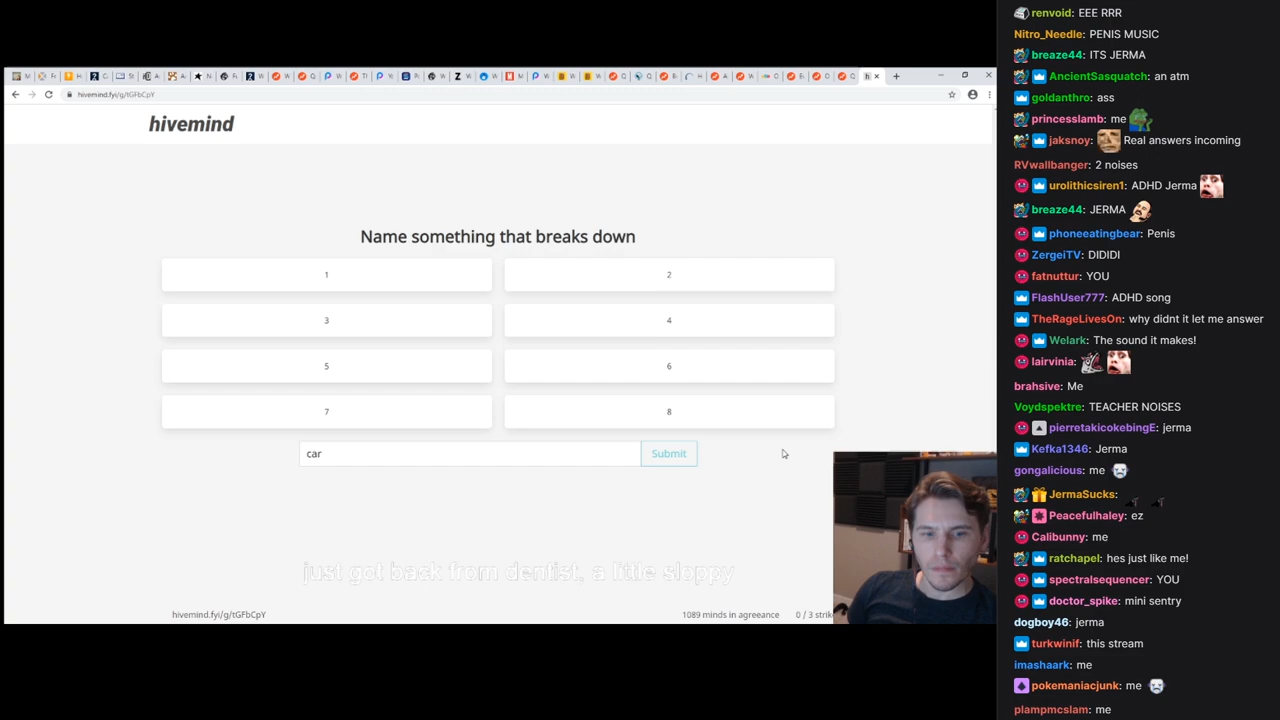 hivemind.fyi/g/tGFbCpY
hivemind
Name something that breaks down
1
2
3
4
5
6
7
8
car
Submit
just got back from dentist, a little sloppy
hivemind.fyi/g/tGFbCpY
1089 minds in agreeance
0 / 3 strik
renvoid: EEE RRR
Nitro_Needle: PENIS MUSIC
breaze44: ITS JERMA
AncientSasquatch: an atm
goldanthro: ass
princesslamb: me
jaksnoy: Real answers incoming
RVwallbanger: 2 noises
urolithicsiren1: ADHD Jerma
breaze44: JERMA
phoneeatingbear: Penis
ZergeiTV: DIDIDI
fatnuttur: YOU
FlashUser777: ADHD song
TheRageLivesOn: why didnt it let me answer
Welark: The sound it makes!
lairvinia:
brahsive: Me
Voydspektre: TEACHER NOISES
pierretakicokebingE: jerma
Kefka1346: Jerma
gongalicious: me
JermaSucks:
Peacefulhaley: ez
Calibunny: me
ratchapel: hes just like me!
spectralsequencer: YOU
doctor_spike: mini sentry
dogboy46: jerma
turkwinif: this stream
imashaark: me
pokemaniacjunk: me
plampmcslam: me